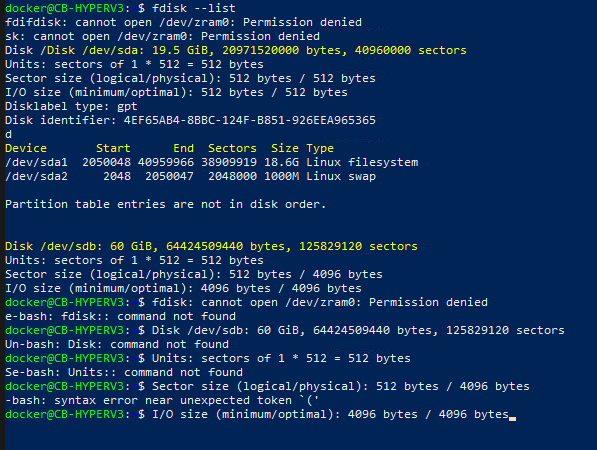 docker@CB-HYPERV3: $ fdisk --list
fdifdisk: cannot open /dev/zram0: Permission denied
sk: cannot open /dev/zram0: Permission denied
Disk /Disk /dev/sda: 19.5 GiB, 20971520000 bytes, 40960000 sectors
Units: sectors of 1 * 512 = 512 bytes
Sector size (logical/physical): 512 bytes / 512 bytes
I/O size (minimum/optimal): 512 bytes / 512 bytes
Disklabel type: gpt
Disk identifier: 4EF65AB4-8BBC-124F-B851-926EEA965365
d
Device Start End Sectors Size Type
/dev/sda1 2050048 40959966 38909919 18.6G Linux filesystem
/dev/sda2 2048 2050047 2048000 1000M Linux swap
Partition table entries are not in disk order.
Disk /dev/sdb: 60 GiB, 64424509440 bytes, 125829120 sectors
Units: sectors of 1 * 512 = 512 bytes
Sector size (logical/physical): 512 bytes / 4096 bytes
I/O size (minimum/optimal): 4096 bytes / 4096 bytes
docker@CB-HYPERV3: $ fdisk: cannot open /dev/zram0: Permission denied
e-bash: fdisk:: command not found
docker@CB-HYPERV3: $ Disk /dev/sdb: 60 GiB, 64424509440 bytes, 125829120 sectors
Un-bash: Disk: command not found
docker@CB-HYPERV3: $ Units: sectors of 1 * 512 = 512 bytes
Se-bash: Units:: command not found
docker@CB-HYPERV3: $ Sector size (logical/physical): 512 bytes / 4096 bytes
-bash: syntax error near unexpected token `('
docker@CB-HYPERV3: $ I/O size (minimum/optimal): 4096 bytes / 4096 bytes